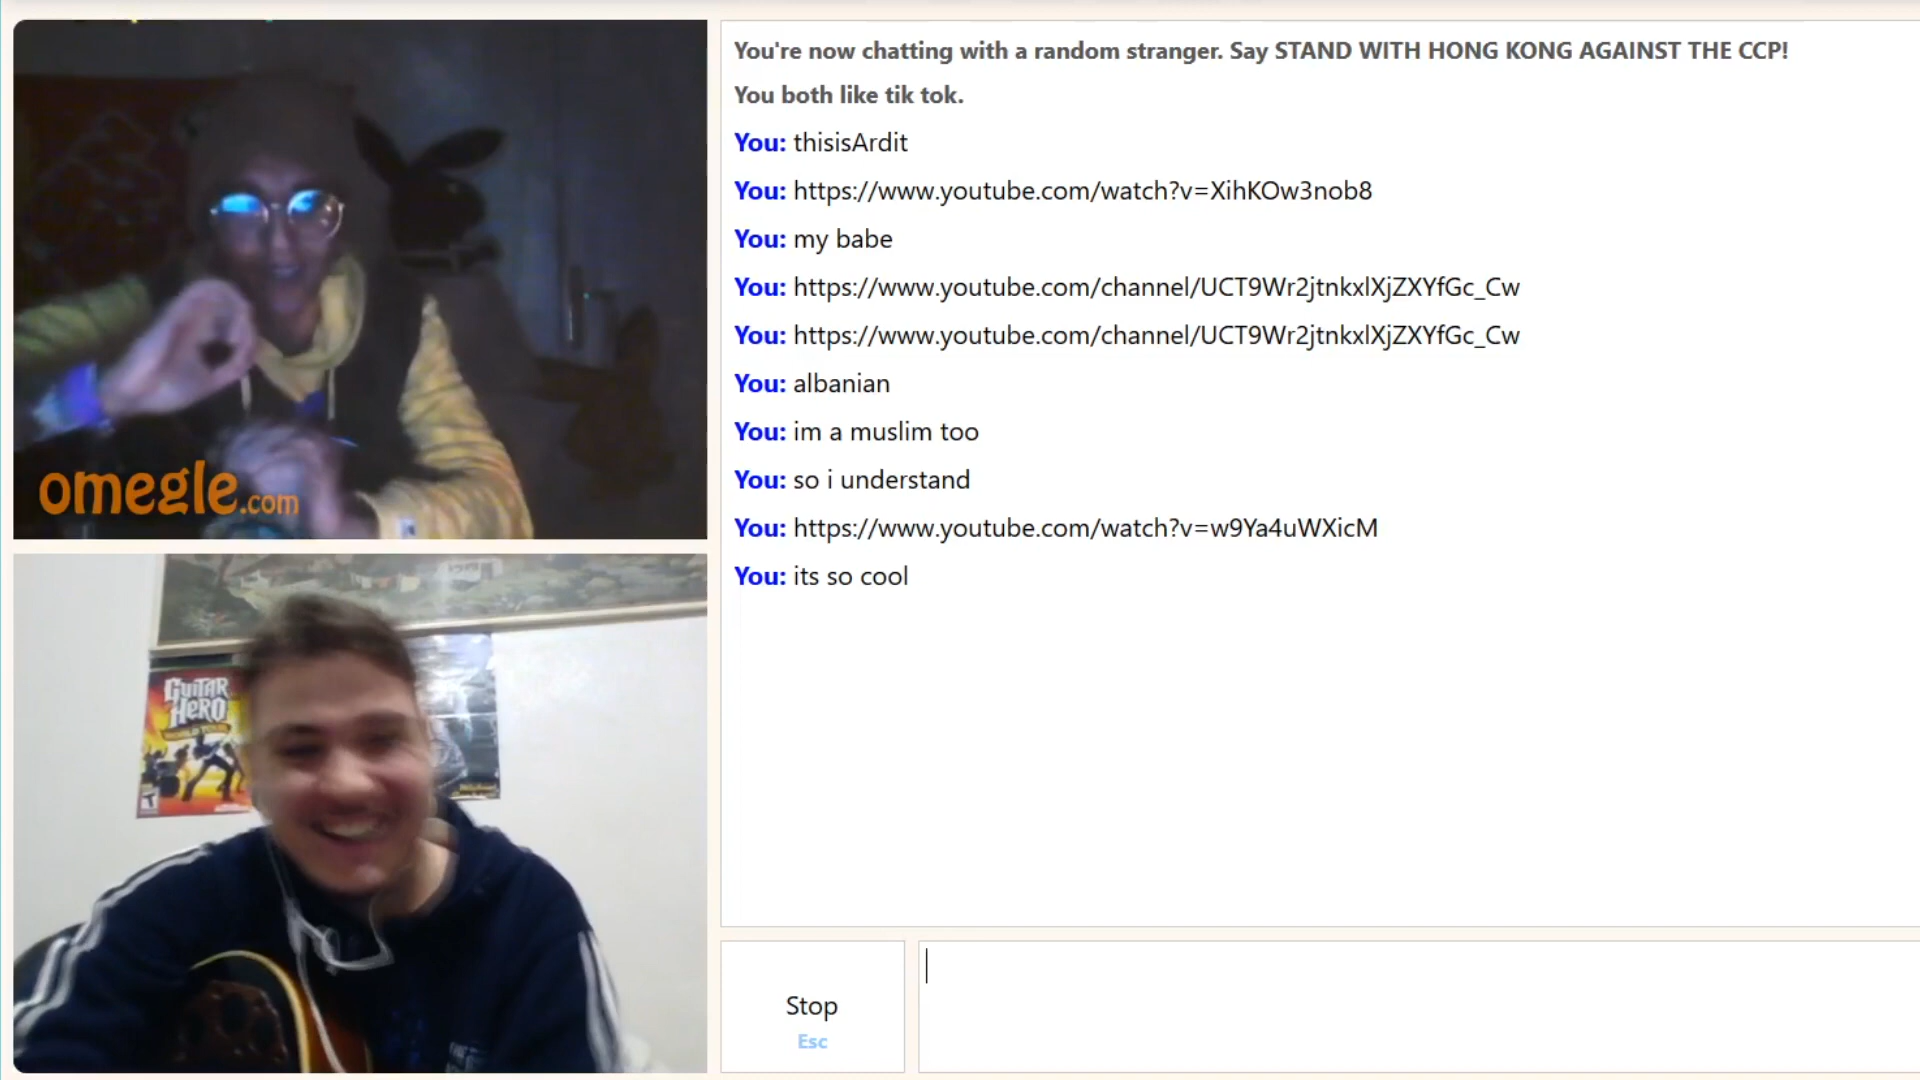 You're now chatting with a random stranger. Say STAND WITH HONG KONG AGAINST THE CCP!
You both like tik tok.
You: thisisArdit
You: https://www.youtube.com/watch?v=XihKOw3nob8
You: my babe
You: https://www.youtube.com/channel/UCT9Wr2jtnkxlXjZXYfGc_Cw
You: https://www.youtube.com/channel/UCT9Wr2jtnkxlXjZXYfGc_Cw
You: albanian
You: im a muslim too
You: so i understand
You: https://www.youtube.com/watch?v=w9Ya4uWXicM
You: its so cool
omegle.com
GUITAR
HERO
WORLD TOUR
T
Stop
Esc